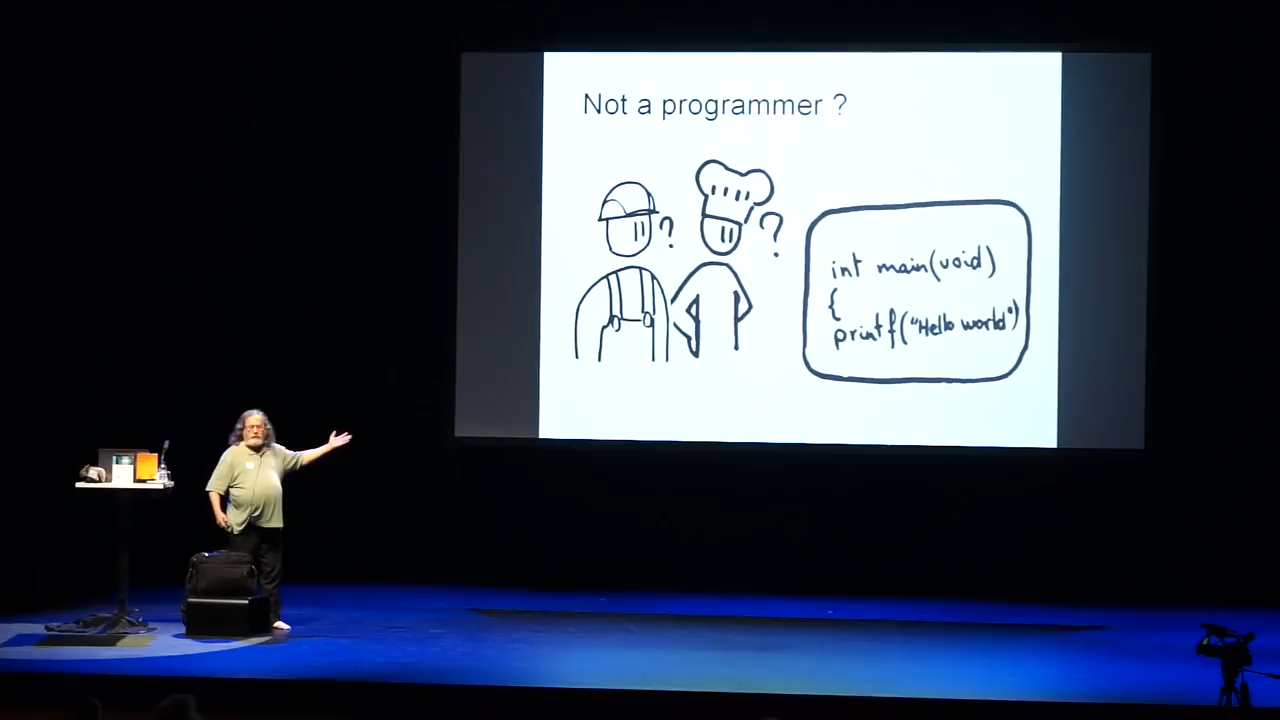 Not a programmer ?
?
?
int main(void)
{
printf("Hello world")